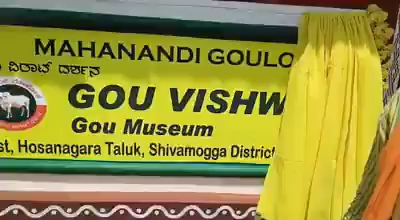 MAHANANDI GOULO
ವಿರಾಟ್ ದರ್ಶನ
GOU VISHW
Gou Museum
st, Hosanagara Taluk, Shivamogga District